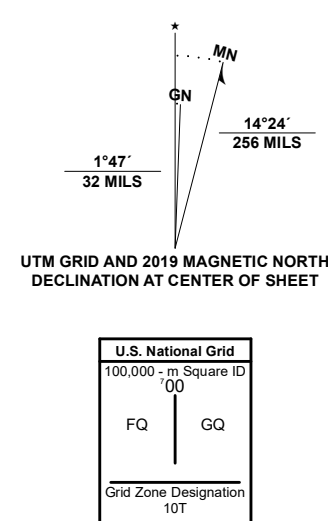 ★
MN
GN
14°24´
256 MILS
1°47´
32 MILS
UTM GRID AND 2019 MAGNETIC NORTH
DECLINATION AT CENTER OF SHEET
U.S. National Grid
100,000 - m Square ID
⁷00
FQ GQ
Grid Zone Designation
10T